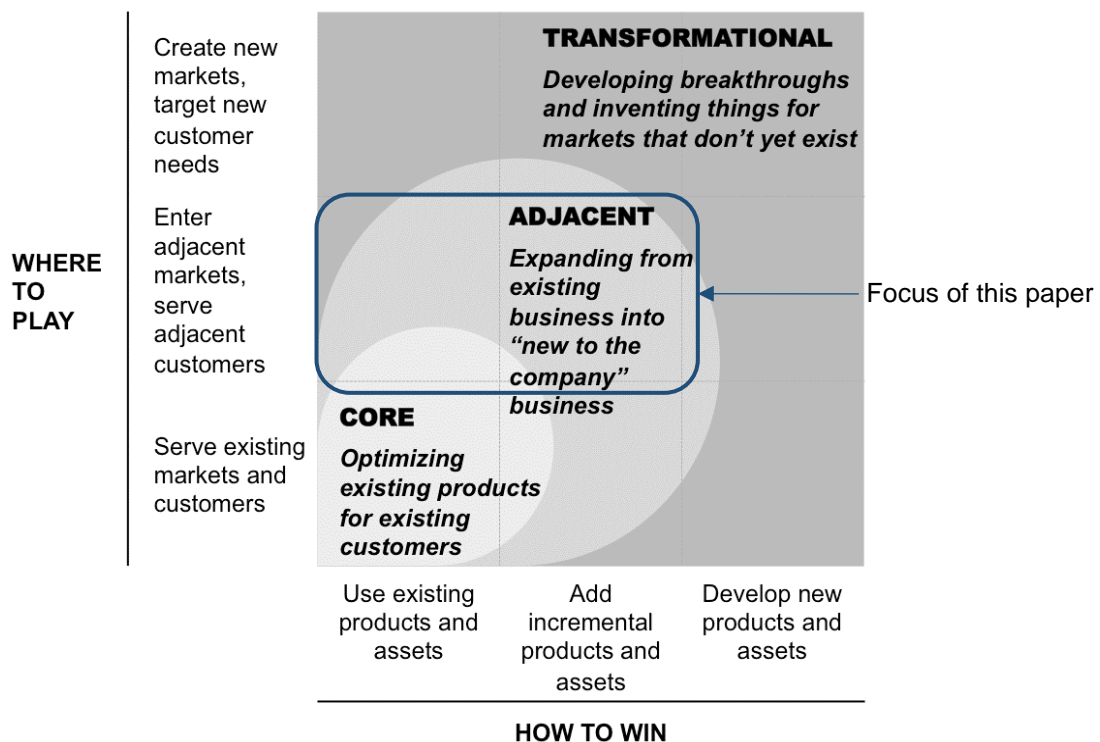 Create new
markets,
target new
customer
needs
TRANSFORMATIONAL
Developing breakthroughs
and inventing things for
markets that don’t yet exist
WHERE
TO
PLAY
Enter
adjacent
markets,
serve
adjacent
customers
ADJACENT
Expanding from
existing
business into
“new to the
company”
business
Focus of this paper
Serve existing
markets and
customers
CORE
Optimizing
existing products
for existing
customers
Use existing
products and
assets
Add
incremental
products and
assets
Develop new
products and
assets
HOW TO WIN